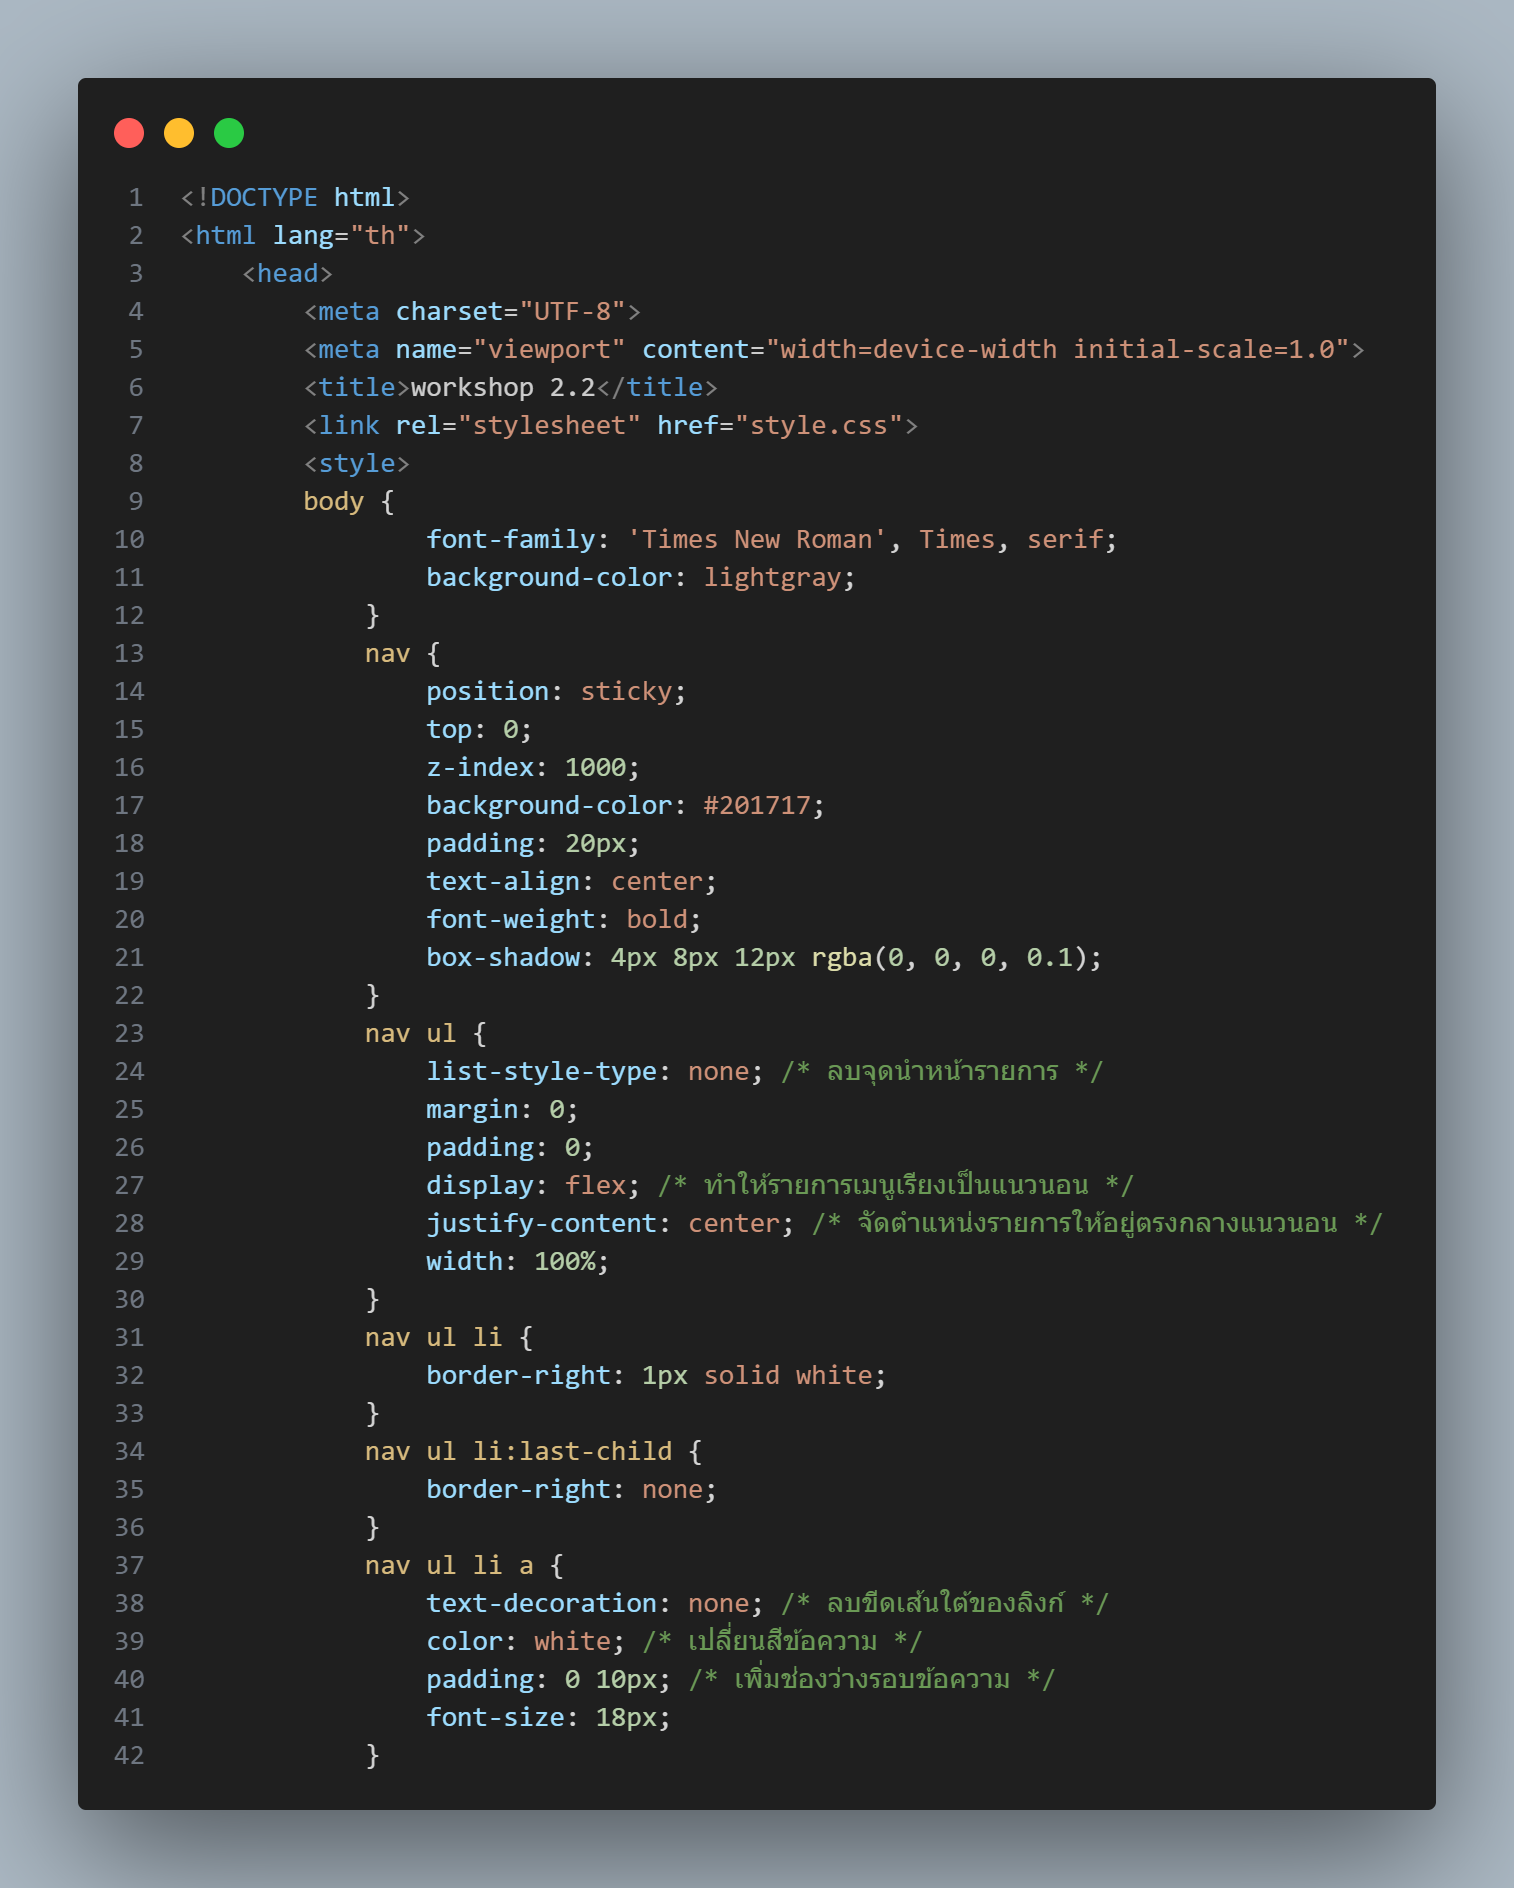 1 <!DOCTYPE html>
2 <html lang="th">
3 <head>
4 <meta charset="UTF-8">
5 <meta name="viewport" content="width=device-width initial-scale=1.0">
6 <title>workshop 2.2</title>
7 <link rel="stylesheet" href="style.css">
8 <style>
9 body {
10 font-family: 'Times New Roman', Times, serif;
11 background-color: lightgray;
12 }
13 nav {
14 position: sticky;
15 top: 0;
16 z-index: 1000;
17 background-color: #201717;
18 padding: 20px;
19 text-align: center;
20 font-weight: bold;
21 box-shadow: 4px 8px 12px rgba(0, 0, 0, 0.1);
22 }
23 nav ul {
24 list-style-type: none; /* ลบจุดนำหน้ารายการ */
25 margin: 0;
26 padding: 0;
27 display: flex; /* ทำให้รายการเมนูเรียงเป็นแนวนอน */
28 justify-content: center; /* จัดตำแหน่งรายการให้อยู่ตรงกลางแนวนอน */
29 width: 100%;
30 }
31 nav ul li {
32 border-right: 1px solid white;
33 }
34 nav ul li:last-child {
35 border-right: none;
36 }
37 nav ul li a {
38 text-decoration: none; /* ลบขีดเส้นใต้ของลิงก์ */
39 color: white; /* เปลี่ยนสีข้อความ */
40 padding: 0 10px; /* เพิ่มช่องว่างรอบข้อความ */
41 font-size: 18px;
42 }